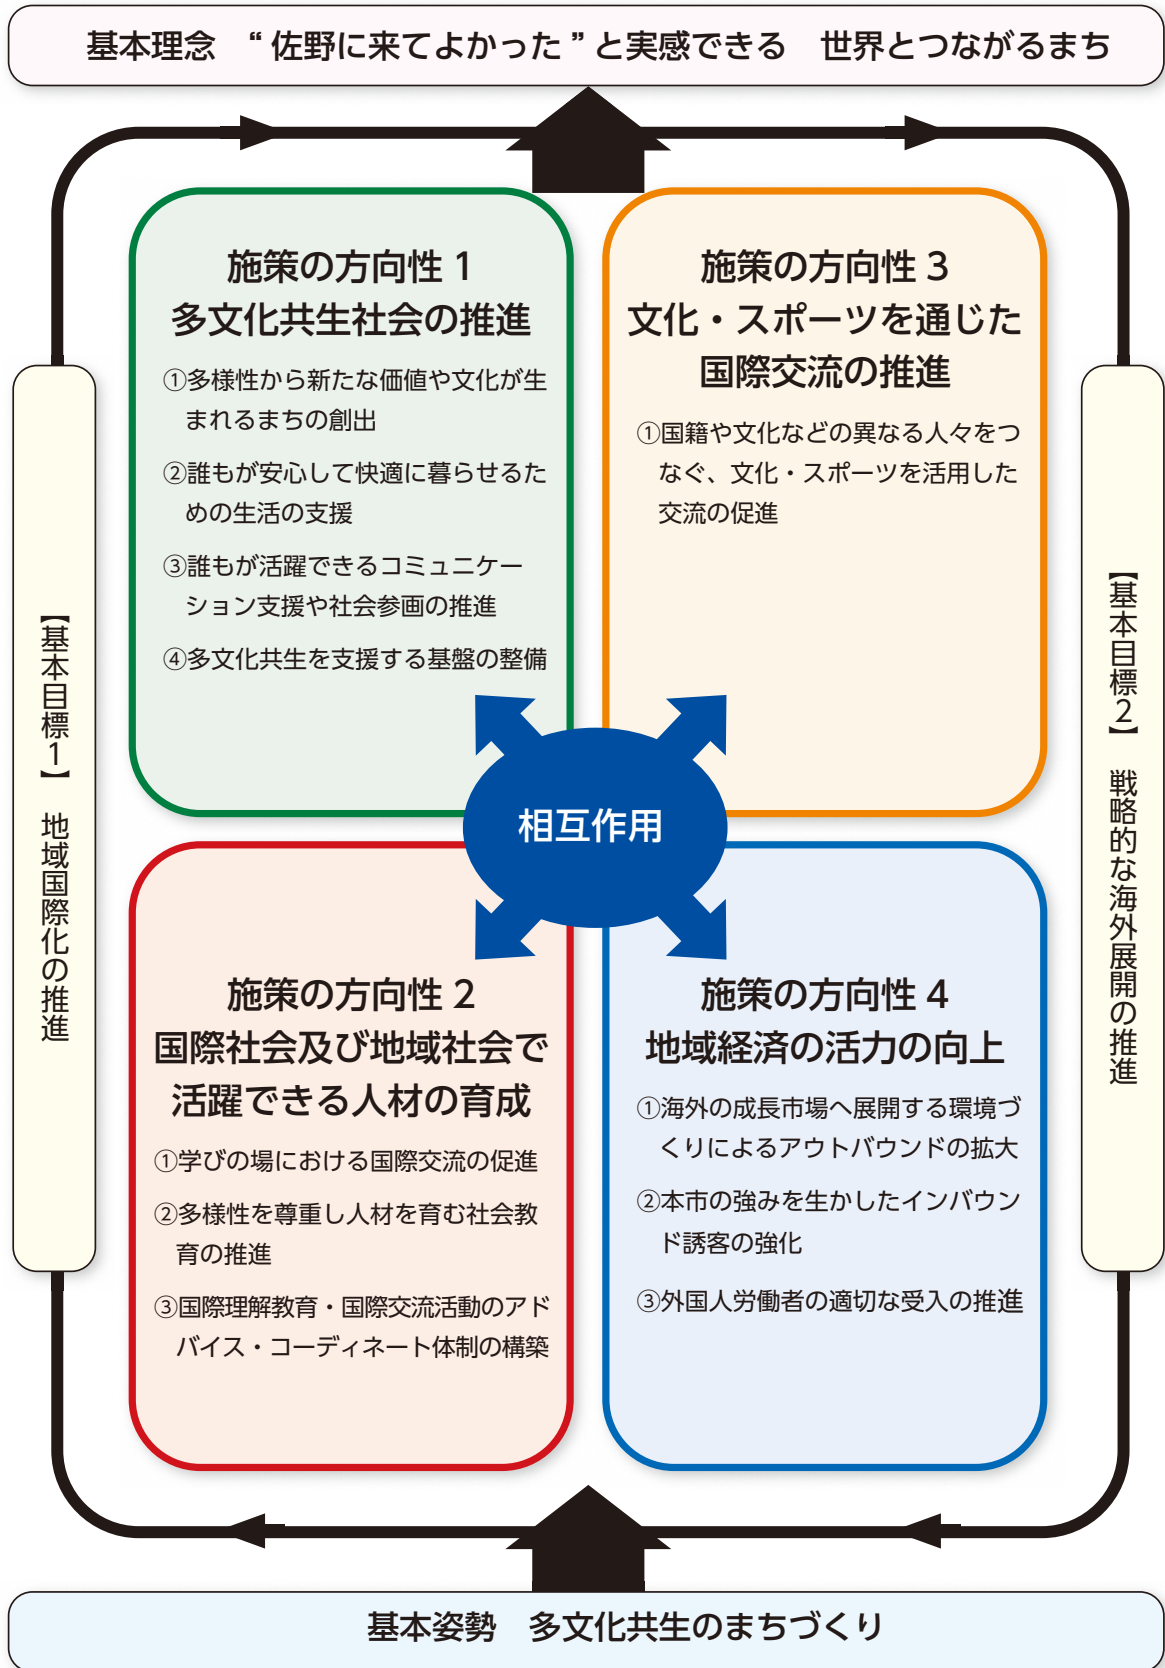 基本理念　“ 佐野に来てよかった ” と実感できる　世界とつながるまち
施策の方向性 1
多文化共生社会の推進
①多様性から新たな価値や文化が生
まれるまちの創出
②誰もが安心して快適に暮らせるた
めの生活の支援
③誰もが活躍できるコミュニケー
ション支援や社会参画の推進
④多文化共生を支援する基盤の整備
施策の方向性 3
文化・スポーツを通じた
国際交流の推進
①国籍や文化などの異なる人々をつ
なぐ、文化・スポーツを活用した
交流の促進
【基本目標１】　地域国際化の推進
相互作用
【基本目標２】　戦略的な海外展開の推進
施策の方向性 2
国際社会及び地域社会で
活躍できる人材の育成
①学びの場における国際交流の促進
②多様性を尊重し人材を育む社会教
育の推進
③国際理解教育・国際交流活動のアド
バイス・コーディネート体制の構築
施策の方向性 4
地域経済の活力の向上
①海外の成長市場へ展開する環境づ
くりによるアウトバウンドの拡大
②本市の強みを生かしたインバウン
ド誘客の強化
③外国人労働者の適切な受入の推進
基本姿勢　多文化共生のまちづくり